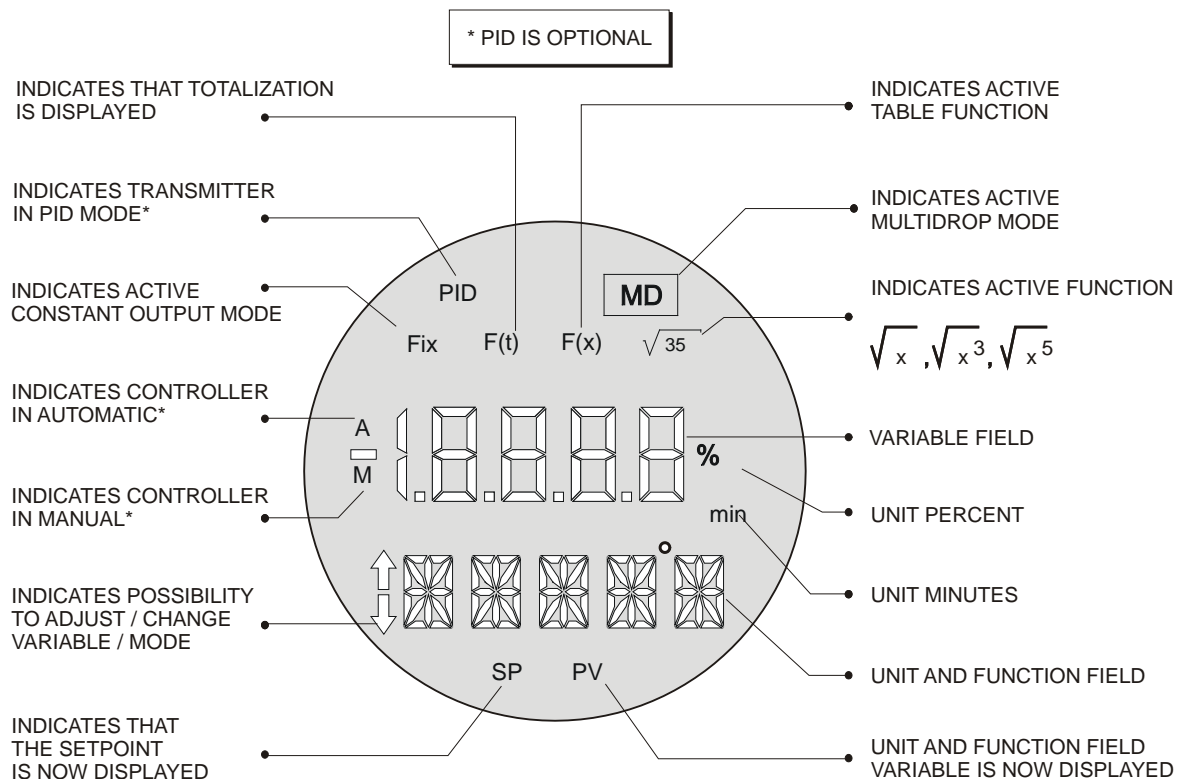 * PID IS OPTIONAL
INDICATES THAT TOTALIZATION
IS DISPLAYED
INDICATES TRANSMITTER
IN PID MODE*
INDICATES ACTIVE
CONSTANT OUTPUT MODE
INDICATES CONTROLLER
IN AUTOMATIC*
INDICATES CONTROLLER
IN MANUAL*
INDICATES POSSIBILITY
TO ADJUST / CHANGE
VARIABLE / MODE
INDICATES THAT
THE SETPOINT
IS NOW DISPLAYED
PID
MD
Fix F(t) F(x) √35
A
M
18.8.8.8
%
min
°
SP PV
INDICATES ACTIVE
TABLE FUNCTION
INDICATES ACTIVE
MULTIDROP MODE
INDICATES ACTIVE FUNCTION
√x , √x³, √x⁵
VARIABLE FIELD
UNIT PERCENT
UNIT MINUTES
UNIT AND FUNCTION FIELD
UNIT AND FUNCTION FIELD
VARIABLE IS NOW DISPLAYED